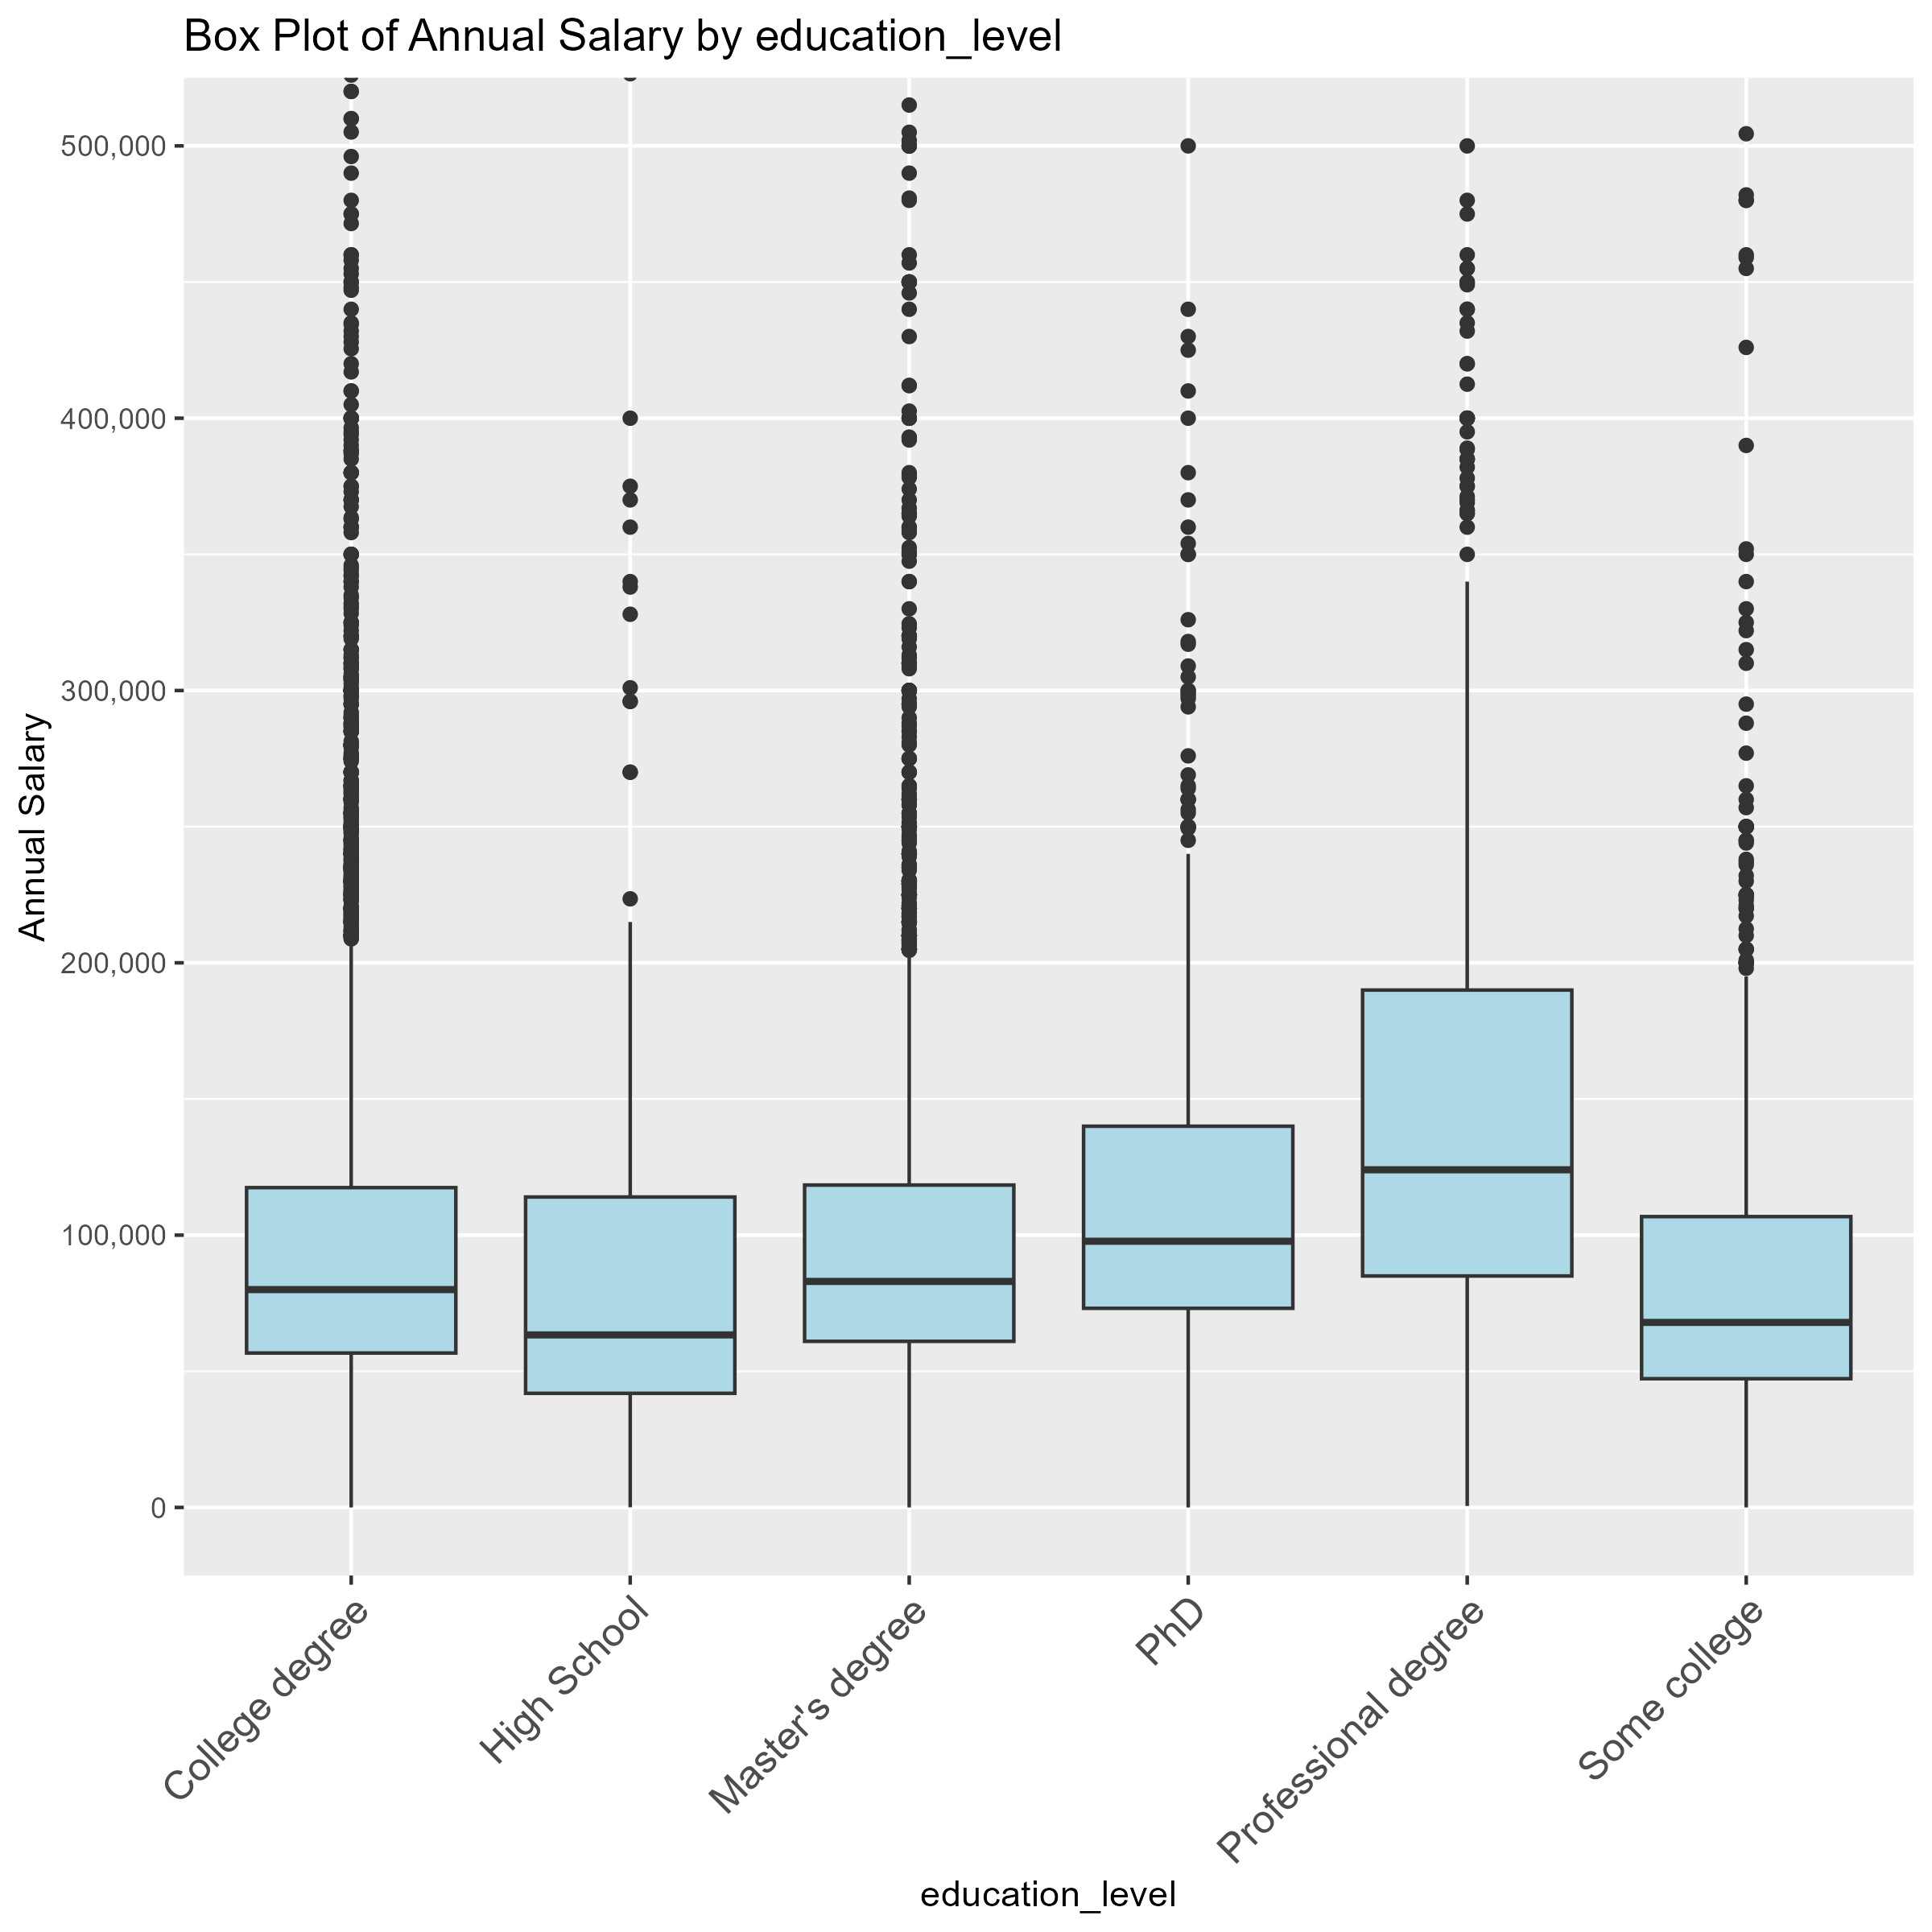 Box Plot of Annual Salary by education_level
Annual Salary
500,000
400,000
300,000
200,000
100,000
0
College degree
High School
Master's degree
PhD
Professional degree
Some college
education_level